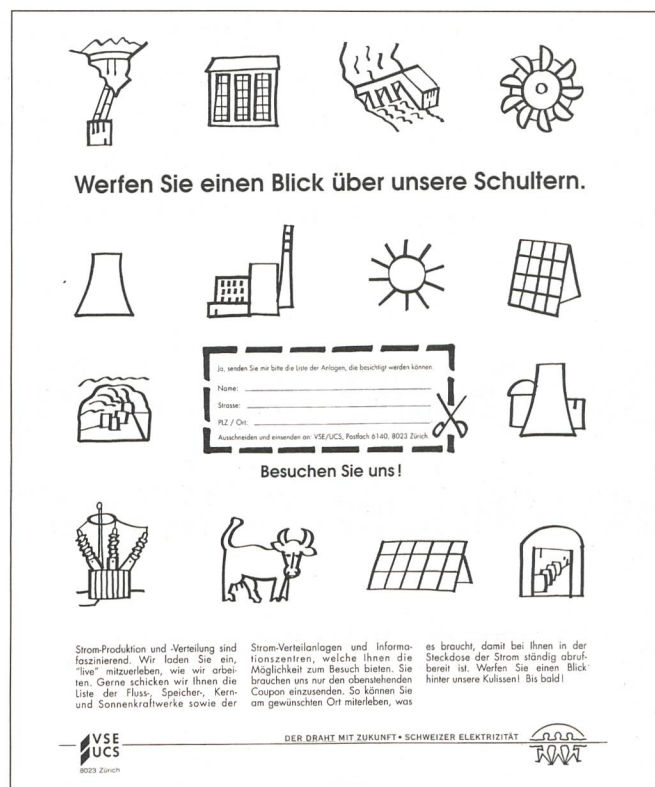 Werfen Sie einen Blick über unsere Schultern.
Ja, senden Sie mir bitte die Liste der Anlagen, die besichtigt werden können.
Name:
Strasse:
PLZ / Ort:
Ausschneiden und einsenden an: VSE/UCS, Postfach 6140, 8023 Zürich
Besuchen Sie uns!
Strom-Produktion und -Verteilung sind
faszinierend. Wir laden Sie ein,
"live" mitzuerleben, wie wir arbei-
ten. Gerne schicken wir Ihnen die
Liste der Fluss-, Speicher-, Kern-
und Sonnenkraftwerke sowie der
Strom-Verteilanlagen und Informa-
tionszentren, welche Ihnen die
Möglichkeit zum Besuch bieten. Sie
brauchen uns nur den obenstehenden
Coupon einzusenden. So können Sie
am gewünschten Ort miterleben, was
es braucht, damit bei Ihnen in der
Steckdose der Strom ständig abruf-
bereit ist. Werfen Sie einen Blick
hinter unsere Kulissen! Bis bald!
VSE
UCS
8023 Zürich
DER DRAHT MIT ZUKUNFT • SCHWEIZER ELEKTRIZITÄT